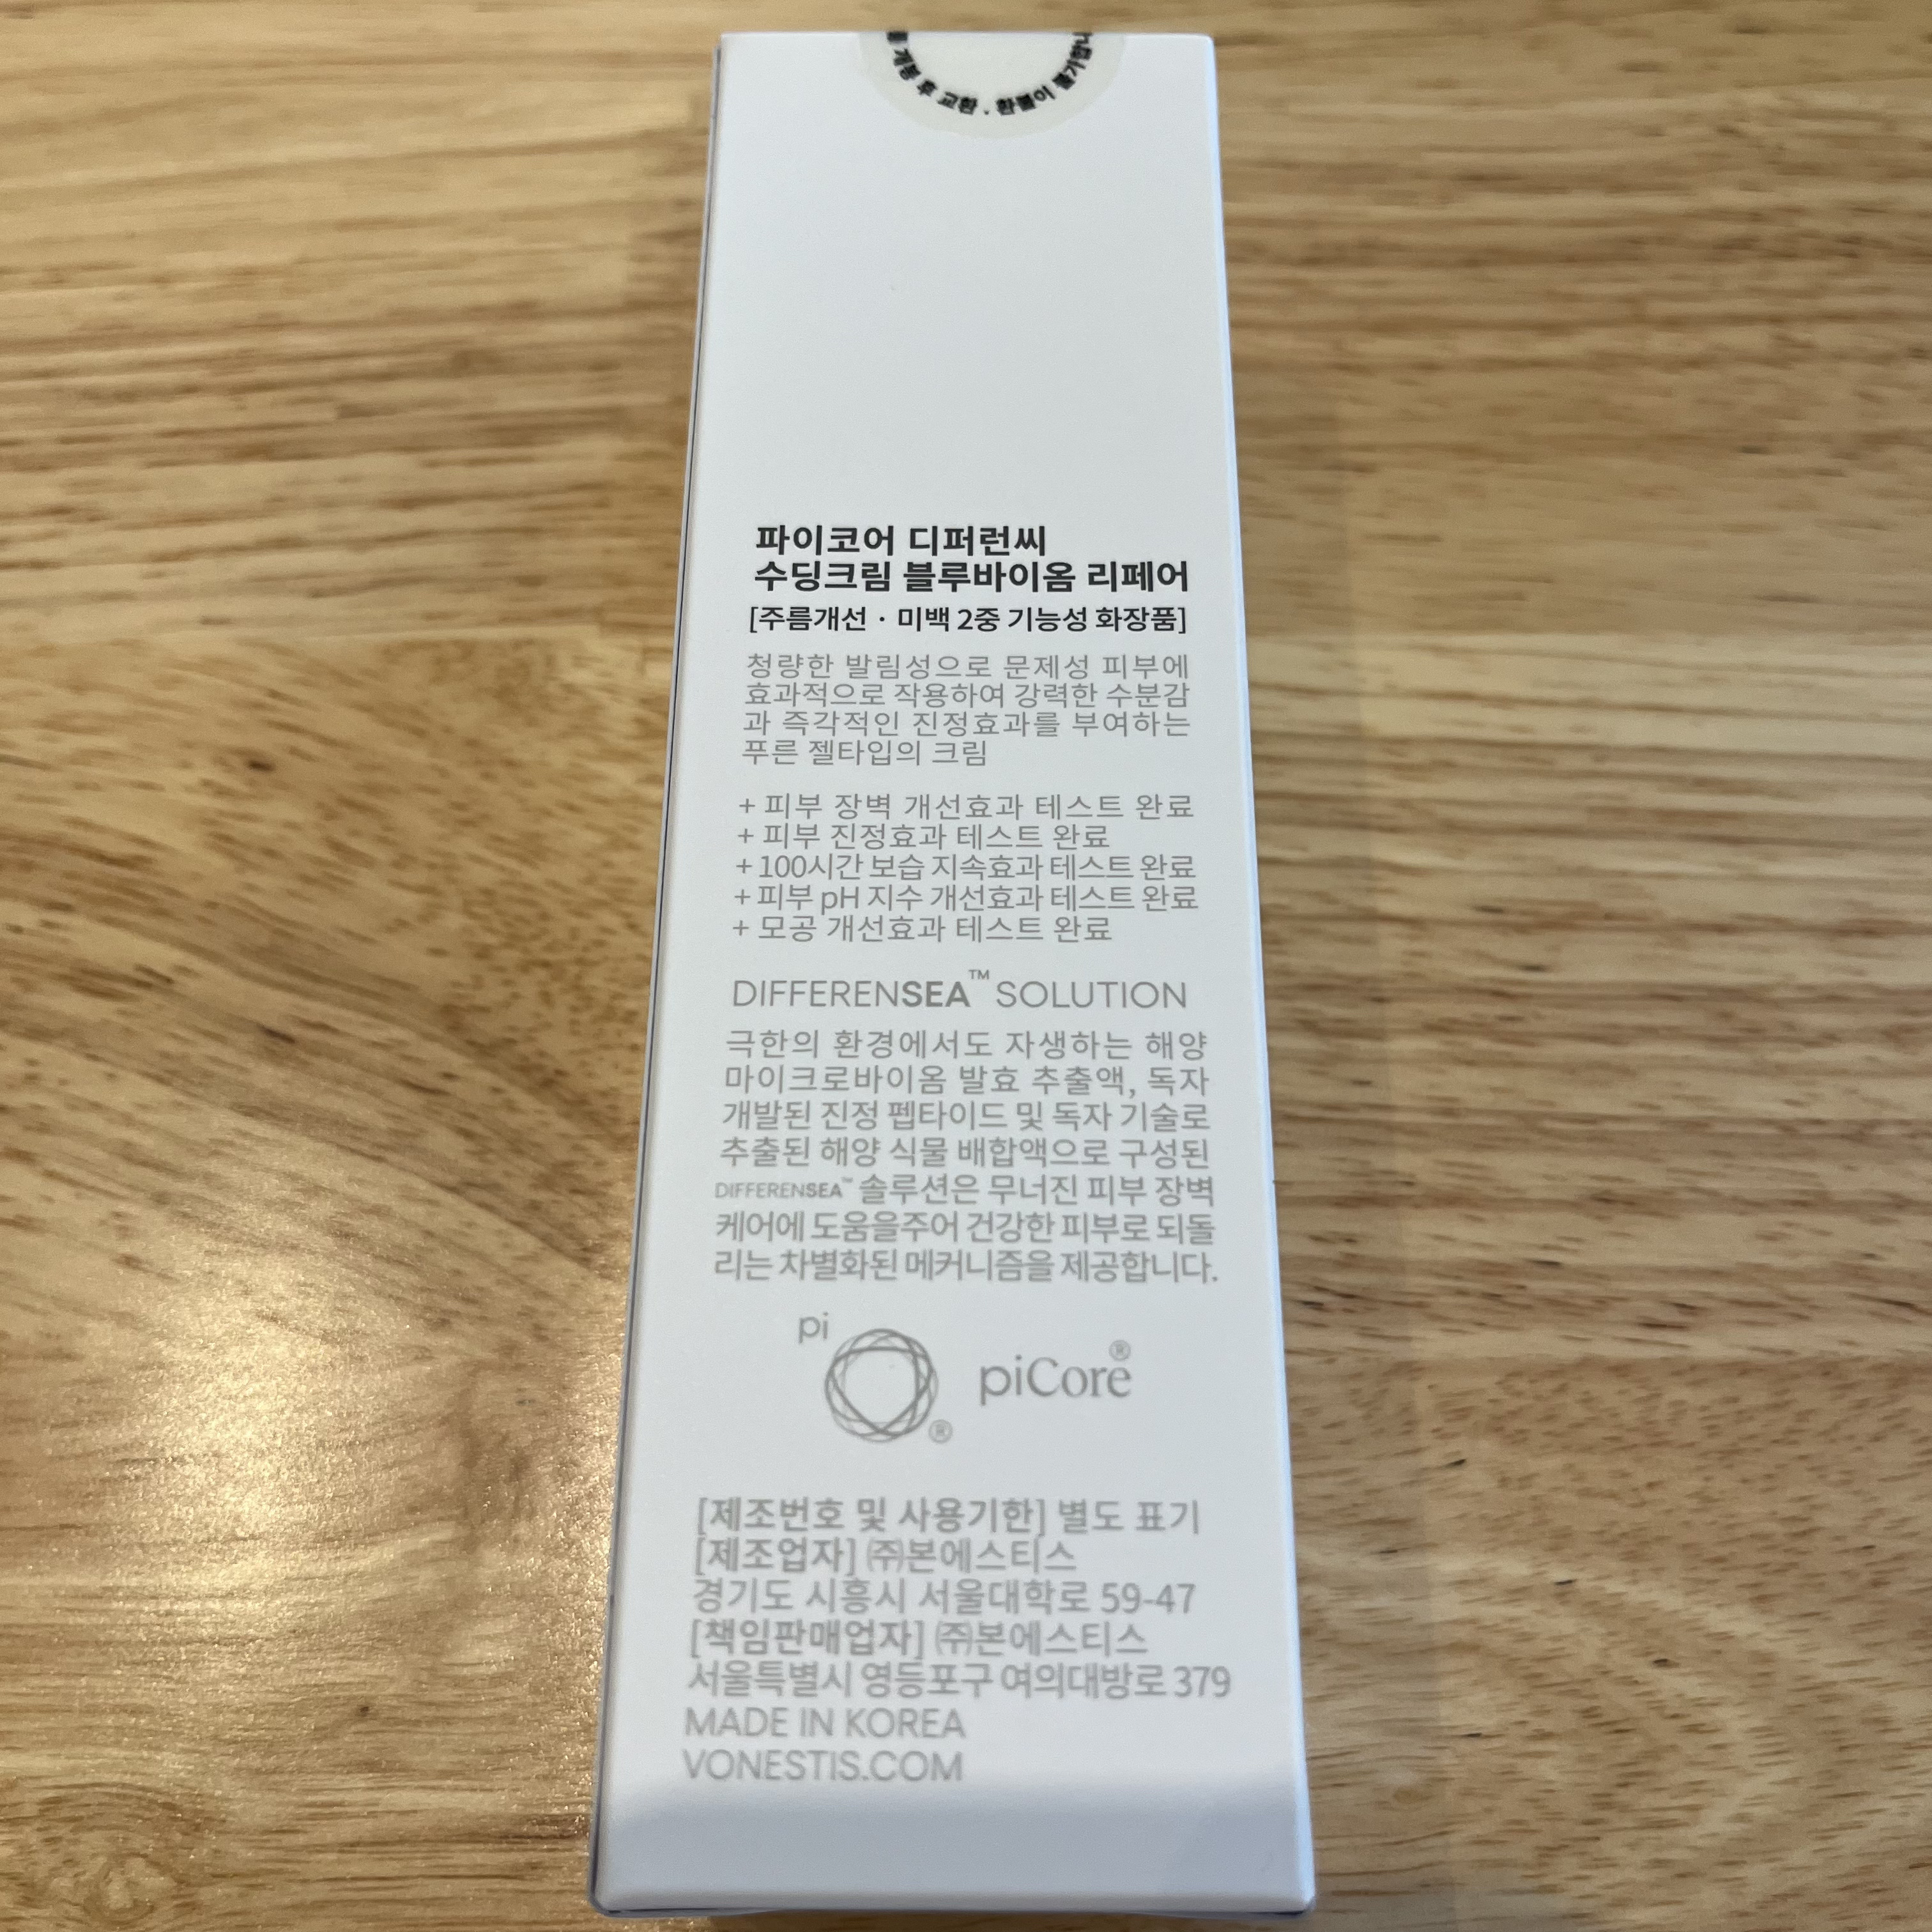 개봉 후 교환 . 환불이 불가합니
파이코어 디퍼런씨
수딩크림 블루바이옴 리페어
[주름개선 · 미백 2중 기능성 화장품]
청량한 발림성으로 문제성 피부에
효과적으로 작용하여 강력한 수분감
과 즉각적인 진정효과를 부여하는
푸른 젤타입의 크림
+ 피부 장벽 개선효과 테스트 완료
+ 피부 진정효과 테스트 완료
+ 100시간 보습 지속효과 테스트 완료
+ 피부 pH 지수 개선효과 테스트 완료
+ 모공 개선효과 테스트 완료
DIFFERENSEA™ SOLUTION
극한의 환경에서도 자생하는 해양
마이크로바이옴 발효 추출액, 독자
개발된 진정 펩타이드 및 독자 기술로
추출된 해양 식물 배합액으로 구성된
DIFFERENSEA™ 솔루션은 무너진 피부 장벽
케어에 도움을주어 건강한 피부로 되돌
리는 차별화된 메커니즘을 제공합니다.
pi ®
piCore®
[제조번호 및 사용기한] 별도 표기
[제조업자] ㈜본에스티스
경기도 시흥시 서울대학로 59-47
[책임판매업자] ㈜본에스티스
서울특별시 영등포구 여의대방로 379
MADE IN KOREA
VONESTIS.COM